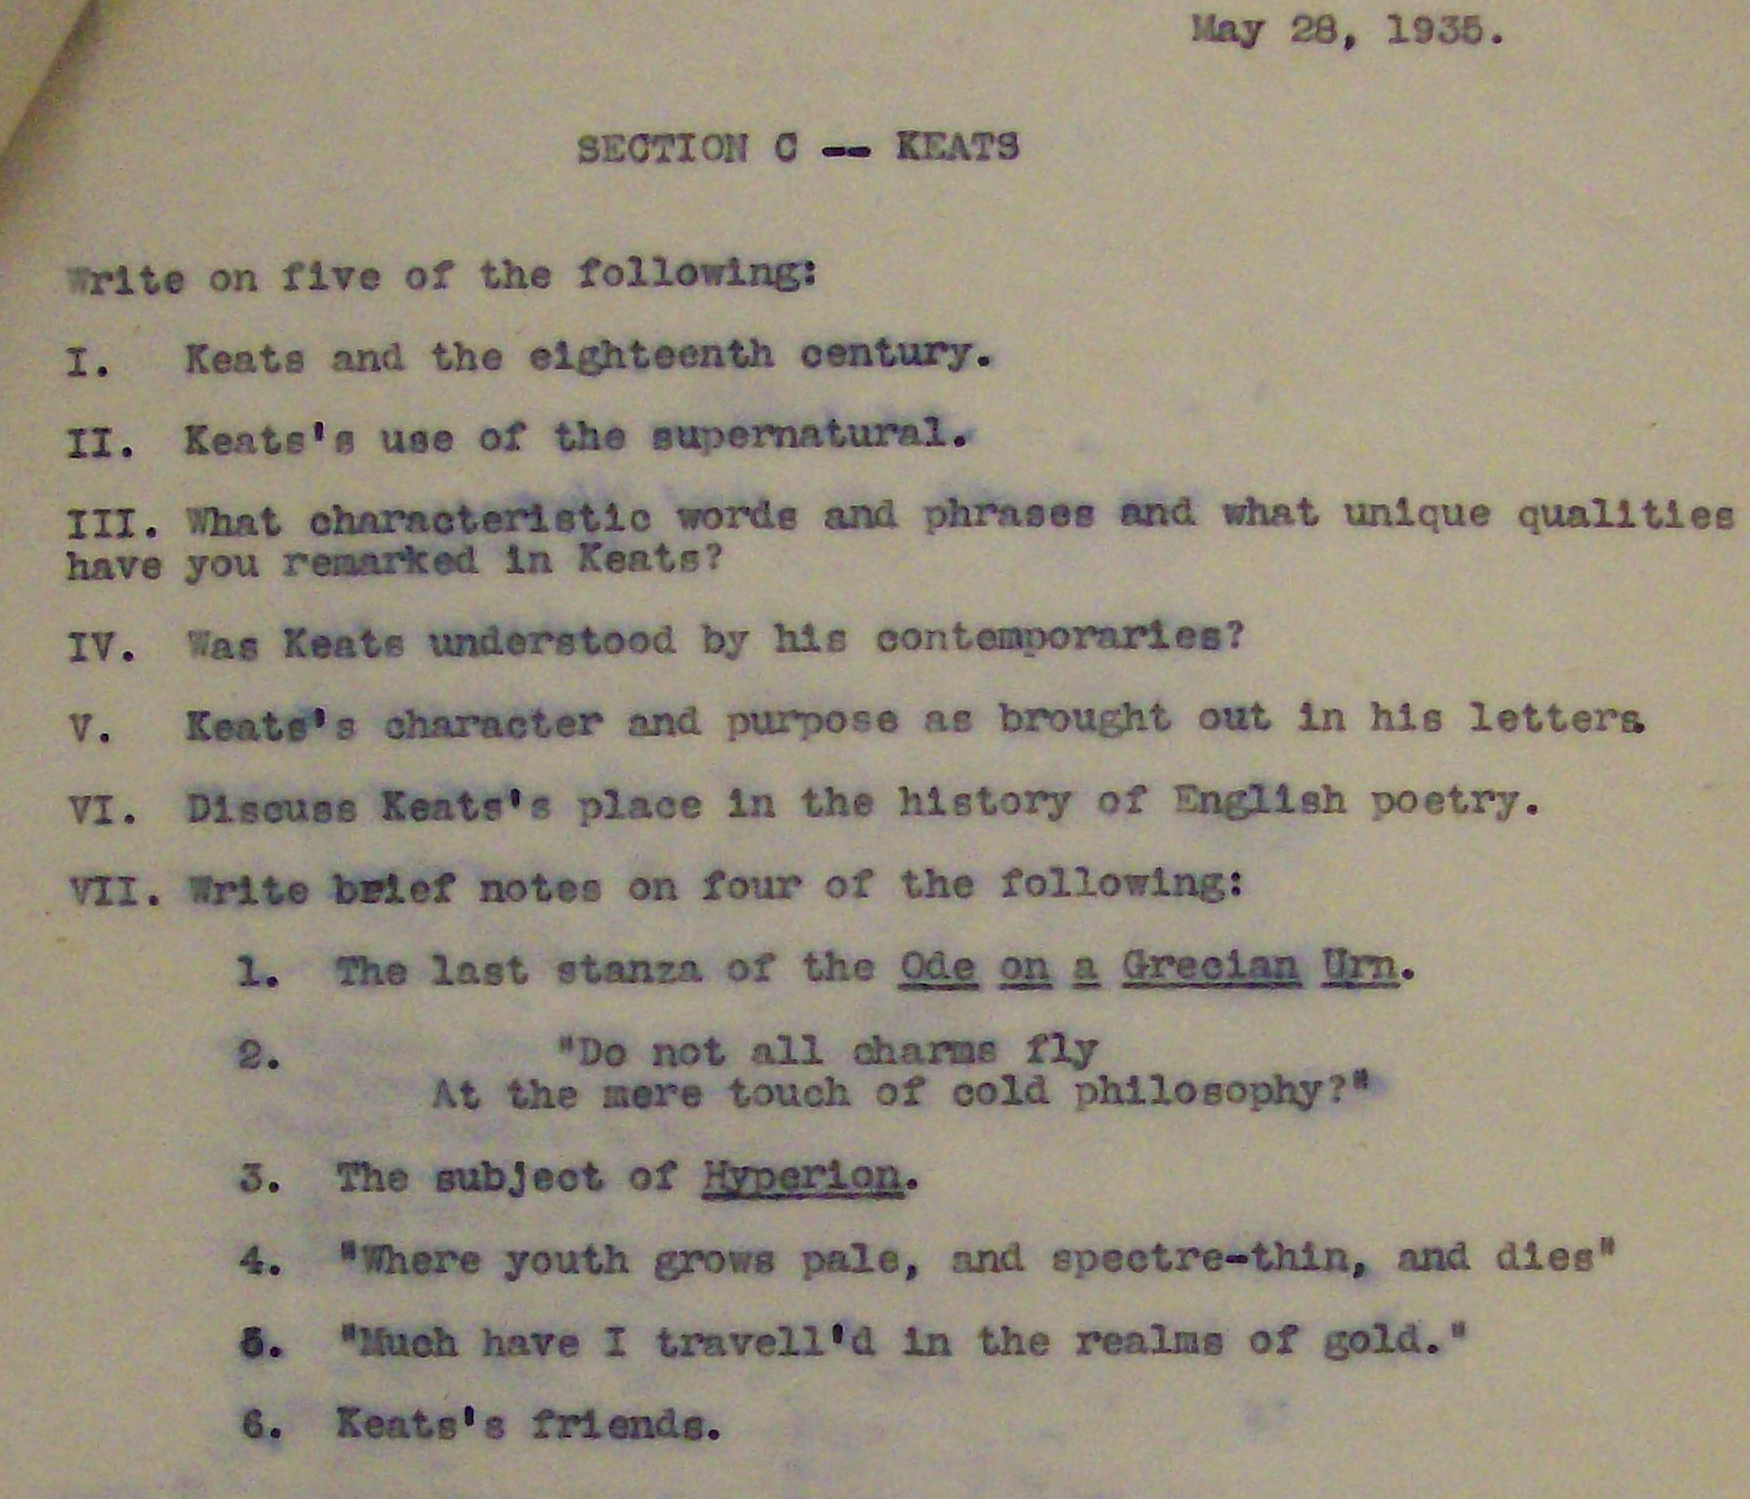 May 28, 1935.
SECTION C -- KEATS
Write on five of the following:
I. Keats and the eighteenth century.
II. Keats's use of the supernatural.
III. What characteristic words and phrases and what unique qualities
have you remarked in Keats?
IV. Was Keats understood by his contemporaries?
V. Keats's character and purpose as brought out in his letters.
VI. Discuss Keats's place in the history of English poetry.
VII. Write brief notes on four of the following:
1. The last stanza of the Ode on a Grecian Urn.
2. "Do not all charms fly
At the mere touch of cold philosophy?"
3. The subject of Hyperion.
4. "Where youth grows pale, and spectre-thin, and dies"
5. "Much have I travell'd in the realms of gold."
6. Keats's friends.